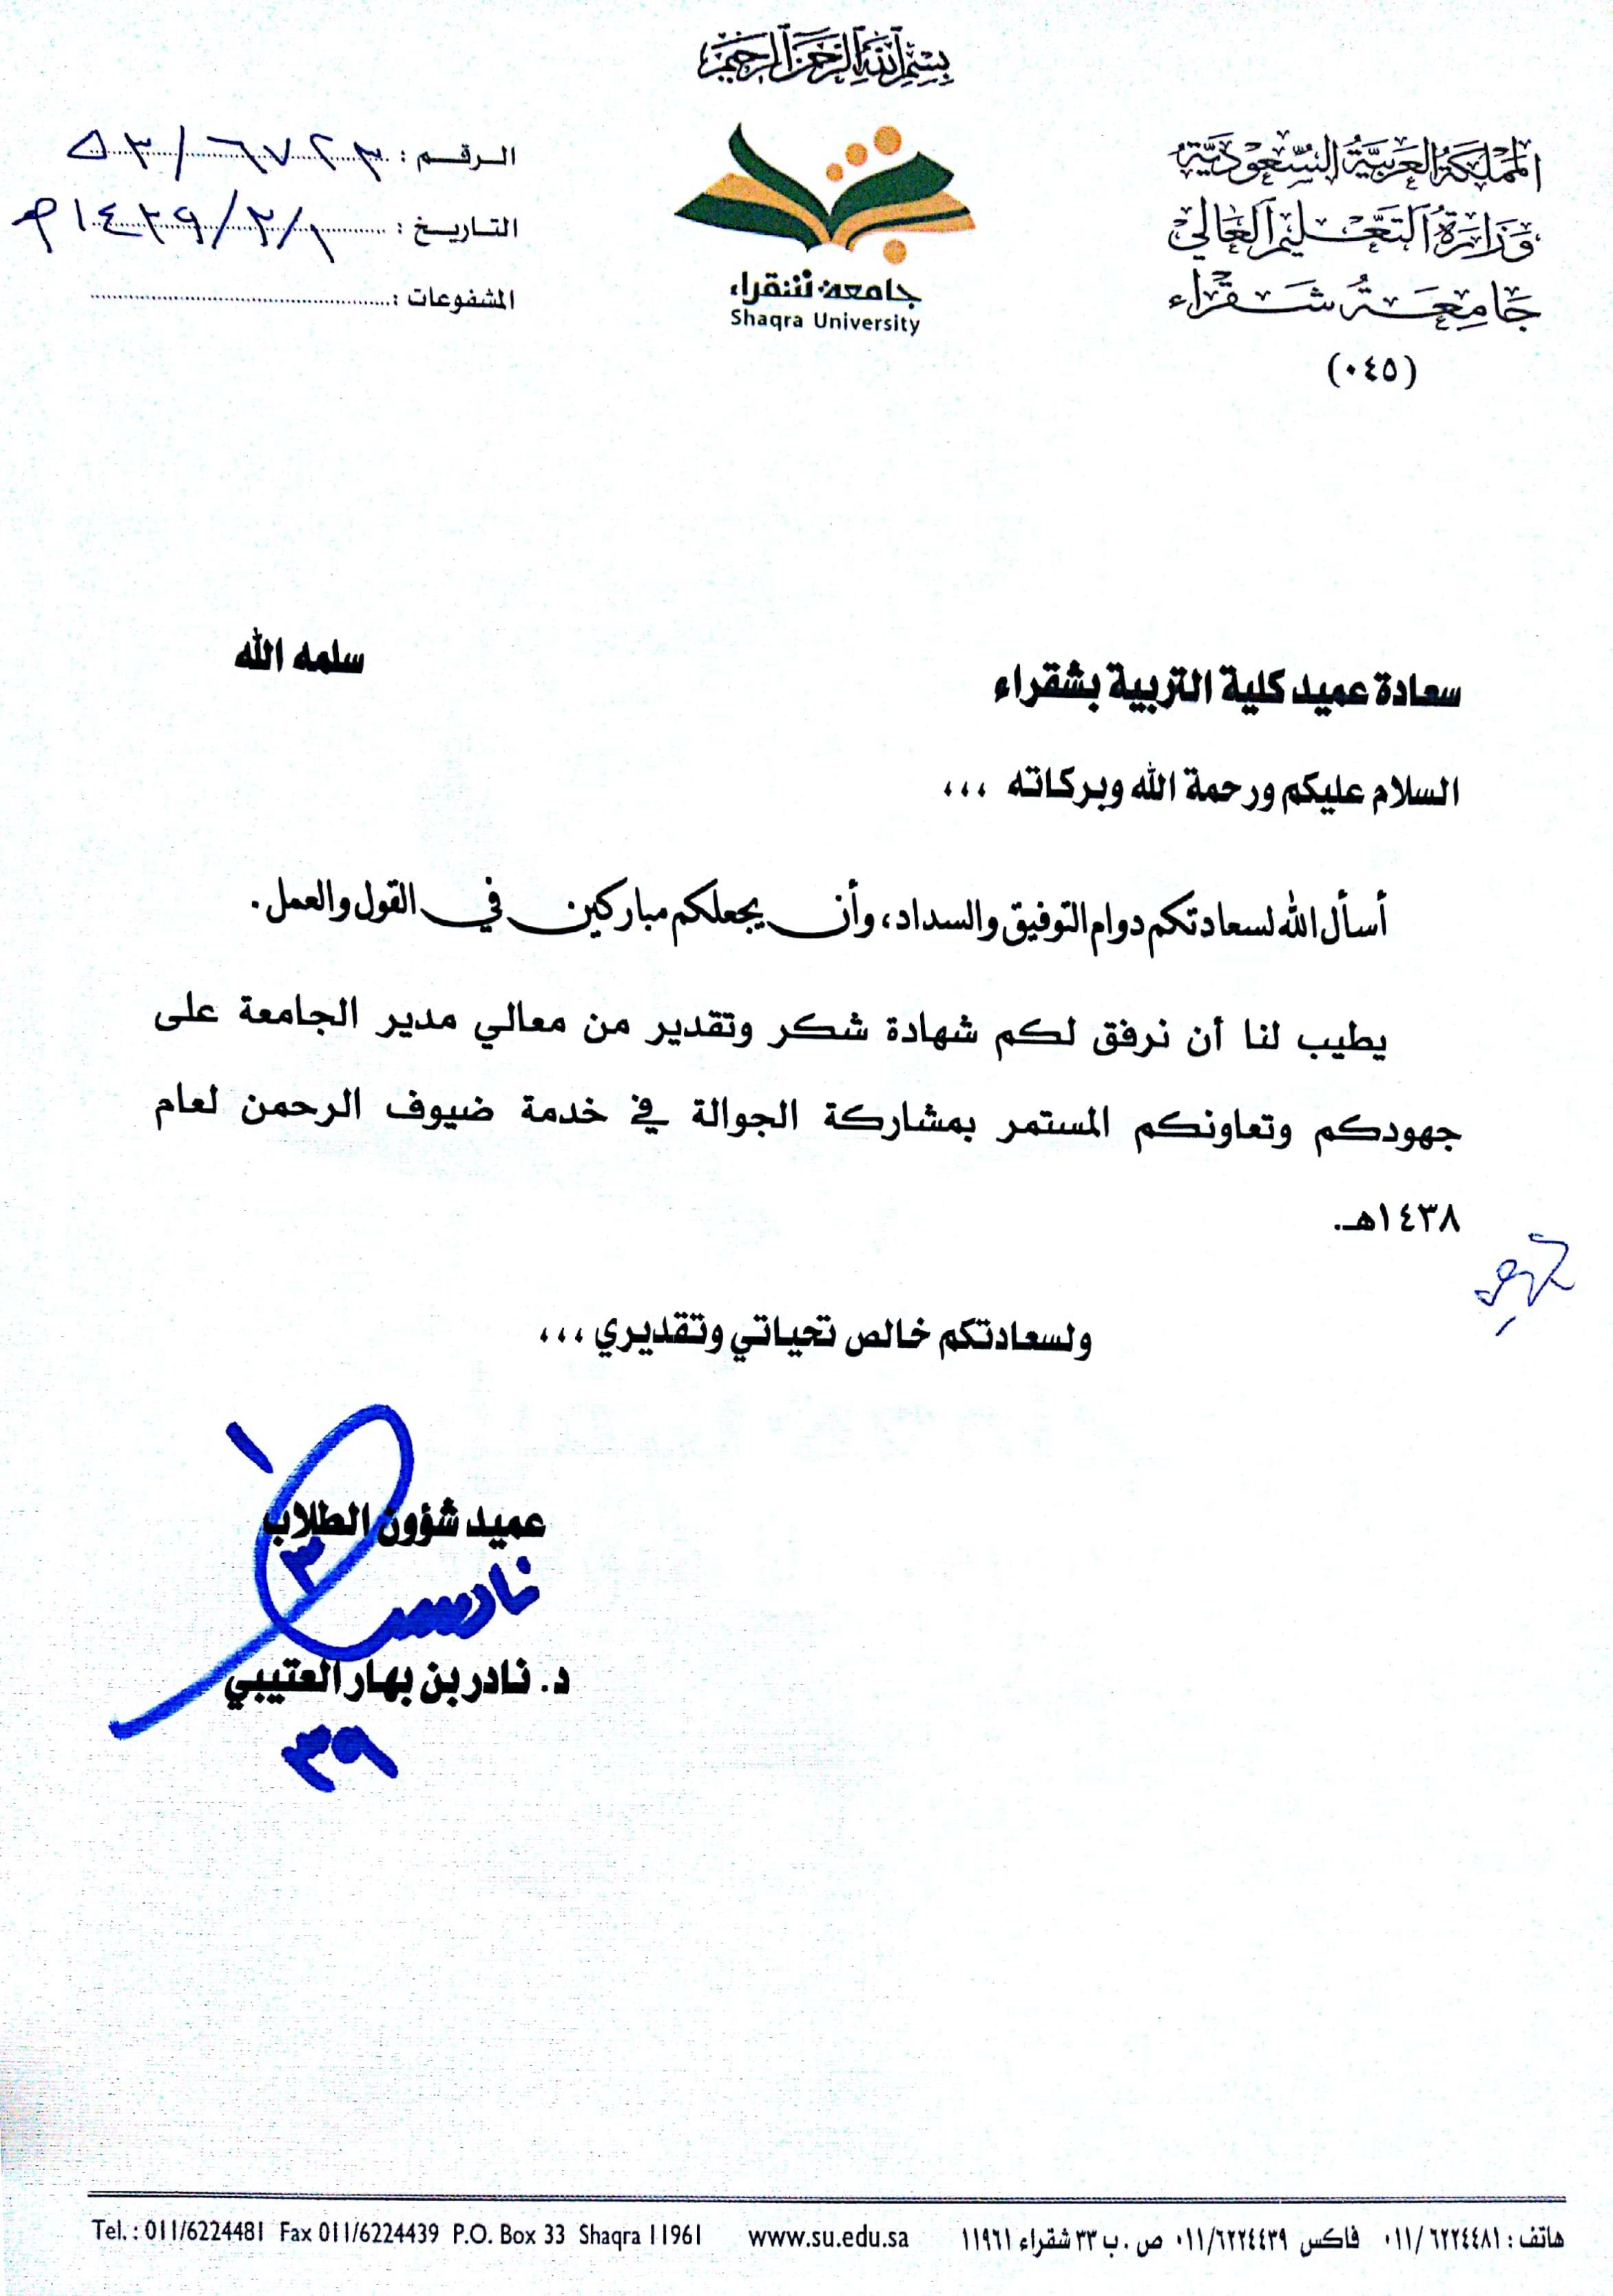 بسم الله الرحمن الرحيم
المملكة العربية السعودية
وزارة التعليم العالي
جامعة شقراء
(٠٤٥)
جامعة شقراء
Shaqra University
الرقم : ٥٣/٦٧٢٣
التاريخ : ١٤٣٩/٣/١هـ
المشفوعات :
سعادة عميد كلية التربية بشقراء سلمه الله
السلام عليكم ورحمة الله وبركاته ،،،
أسأل الله لسعادتكم دوام التوفيق والسداد، وأن يجعلكم مباركين في القول والعمل.
يطيب لنا أن نرفق لكم شهادة شكر وتقدير من معالي مدير الجامعة على
جهودكم وتعاونكم المستمر بمشاركة الجوالة في خدمة ضيوف الرحمن لعام
١٤٣٨هـ.
ولسعادتكم خالص تحياتي وتقديري ،،،
عميد شؤون الطلاب
د. نادر بن بهار العتيبي
٣٩
هاتف : ٠١١/٦٢٢٤٤٨١ فاكس ٠١١/٦٢٢٤٤٣٩ ص . ب ٣٣ شقراء ١١٩٦١
www.su.edu.sa
Tel. : 011/6224481 Fax 011/6224439 P.O. Box 33 Shaqra 11961